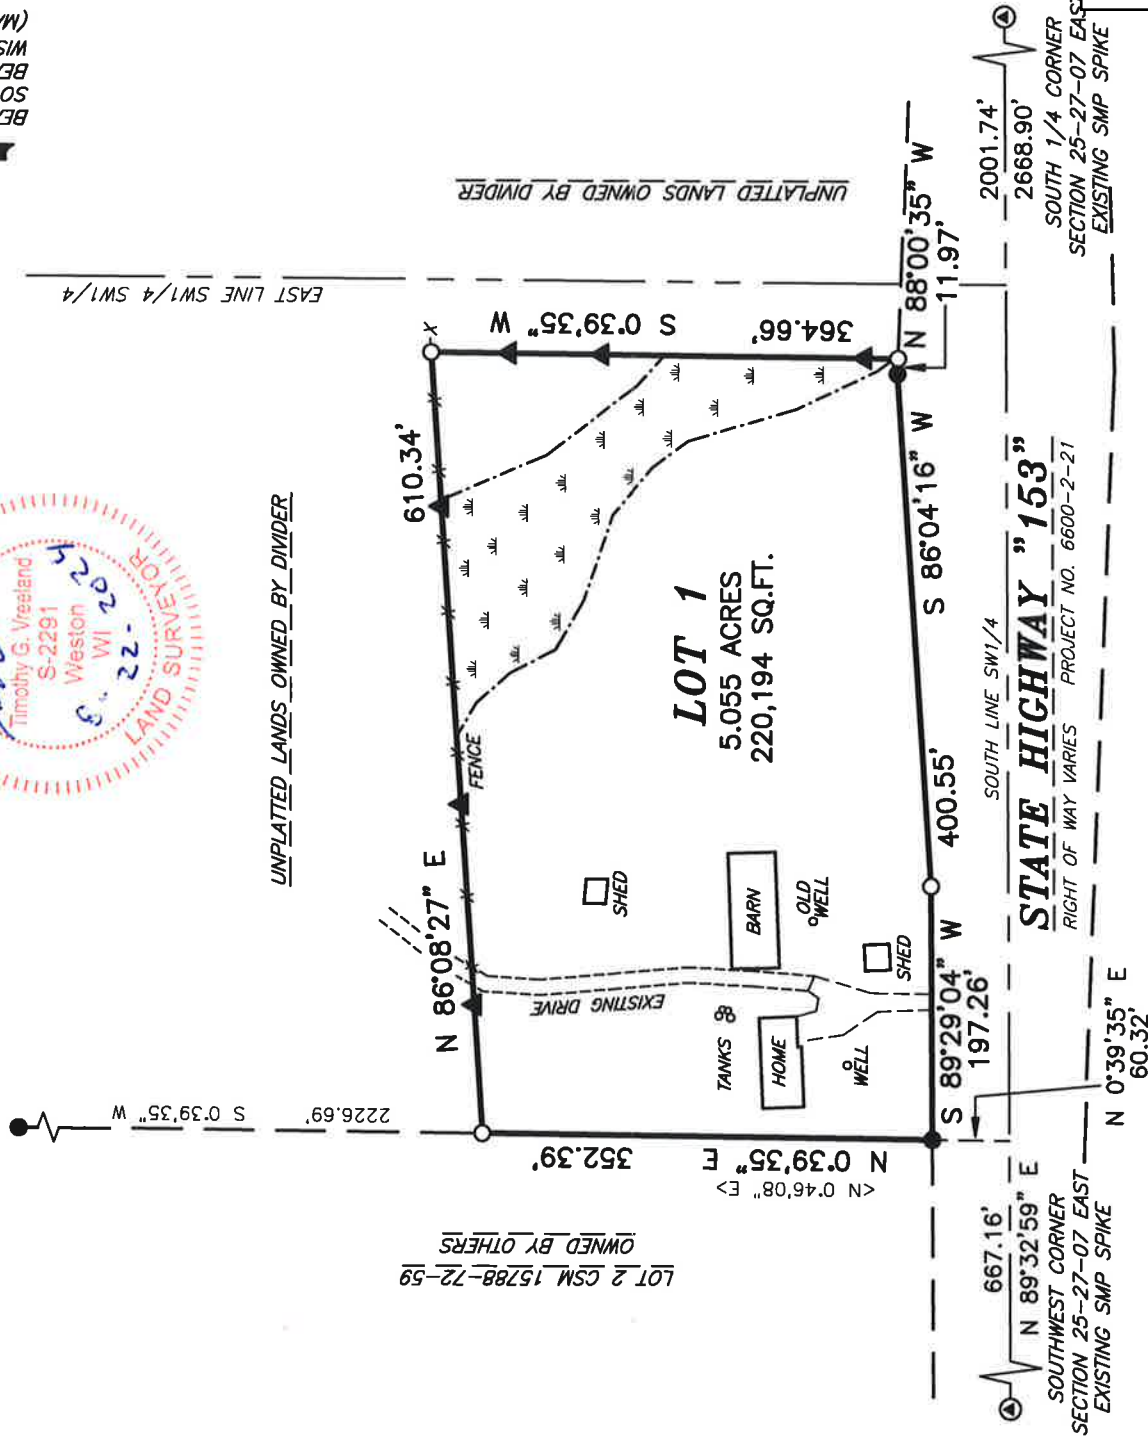 (MA
WIS
BEA
SO
BEA
Timothy G. Vreeland
S-2291
Weston
WI
LAND SURVEYOR
22- 2024
UNPLATTED LANDS OWNED BY DIVIDER
UNPLATTED LANDS OWNED BY DIVIDER
EAST LINE SW1/4 SW1/4
S 0°39'35" W
2226.69'
N 86°08'27" E
610.34'
X
FENCE
S 0°39'35" W
364.66'
N 88°00'35" W
11.97'
LOT 1
5.055 ACRES
220,194 SQ.FT.
SHED
BARN
OLD
WELL
SHED
EXISTING DRIVE
TANKS
HOME
WELL
N 0°39'35" E
352.39'
<N 0°46'08" E>
LOT 2 CSM 15788-72-59
OWNED BY OTHERS
S 89°29'04" W
197.26'
400.55'
S 86°04'16" W
SOUTH LINE SW1/4
STATE HIGHWAY "153"
RIGHT OF WAY VARIES
PROJECT NO. 6600-2-21
N 0°39'35" E
60.32'
667.16'
N 89°32'59" E
SOUTHWEST CORNER
SECTION 25-27-07 EAST
EXISTING SMP SPIKE
2001.74'
2668.90'
SOUTH 1/4 CORNER
SECTION 25-27-07 EAST
EXISTING SMP SPIKE